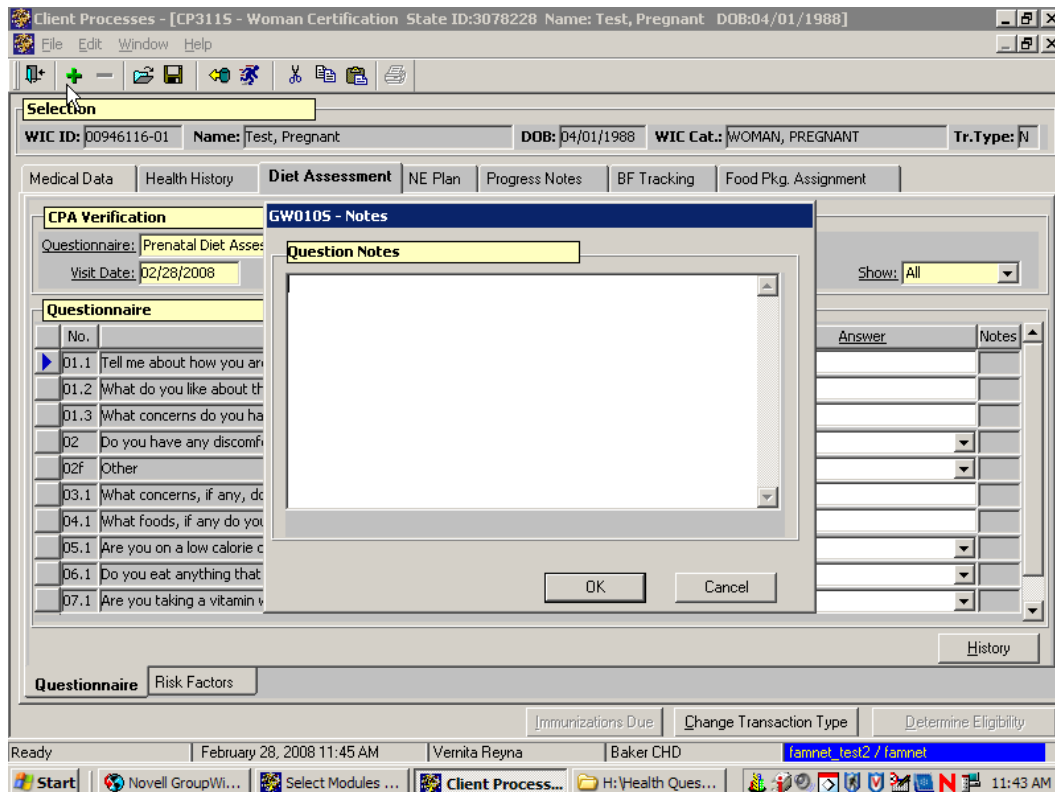 Client Processes - [CP311S - Woman Certification State ID:3078228 Name: Test, Pregnant DOB:04/01/1988]
File Edit Window Help
Selection
WIC ID: 00946116-01 Name: Test, Pregnant DOB: 04/01/1988 WIC Cat.: WOMAN, PREGNANT Tr.Type: N
Medical Data Health History Diet Assessment NE Plan Progress Notes BF Tracking Food Pkg. Assignment
CPA Verification
GW010S - Notes
Questionnaire: Prenatal Diet Asses
Question Notes
Visit Date: 02/28/2008 Show: All
Questionnaire
No. Answer Notes
01.1 Tell me about how you are
01.2 What do you like about th
01.3 What concerns do you ha
02 Do you have any discomf
02f Other
03.1 What concerns, if any, do
04.1 What foods, if any do you
05.1 Are you on a low calorie
06.1 Do you eat anything that
07.1 Are you taking a vitamin
OK Cancel
History
Questionnaire Risk Factors
Immunizations Due Change Transaction Type Determine Eligibility
Ready February 28, 2008 11:45 AM Vernita Reyna Baker CHD famnet_test2 / famnet
Start Novell GroupWi... Select Modules ... Client Process... H:\Health Ques... N 11:43 AM